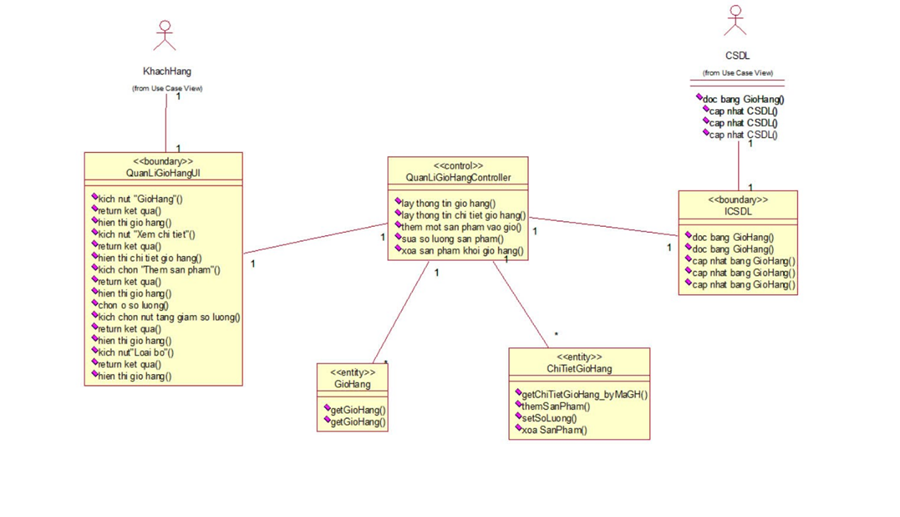 KhachHang
(from Use Case View)
1
1
<<boundary>>
QuanLiGioHangUI
kich nut "GioHang"()
return ket qua()
hien thi gio hang()
kich nut "Xem chi tiet"()
return ket qua()
hien thi chi tiet gio hang()
kich chon "Them san pham"()
return ket qua()
hien thi gio hang()
chon o so luong()
kich chon nut tang giam so luong()
return ket qua()
hien thi gio hang()
kich nut"Loai bo"()
return ket qua()
hien thi gio hang()
1
1
<<control>>
QuanLiGioHangController
lay thong tin gio hang()
lay thong tin chi tiet gio hang()
them mot san pham vao gio()
sua so luong san pham()
xoa san pham khoi gio hang()
1
1
1
1
CSDL
(from Use Case View)
doc bang GioHang()
cap nhat CSDL()
cap nhat CSDL()
cap nhat CSDL()
1
1
<<boundary>>
ICSDL
doc bang GioHang()
doc bang GioHang()
cap nhat bang GioHang()
cap nhat bang GioHang()
cap nhat bang GioHang()
*
<<entity>>
GioHang
getGioHang()
getGioHang()
*
<<entity>>
ChiTietGioHang
getChiTietGioHang_byMaGH()
themSanPham()
setSoLuong()
xoa SanPham()